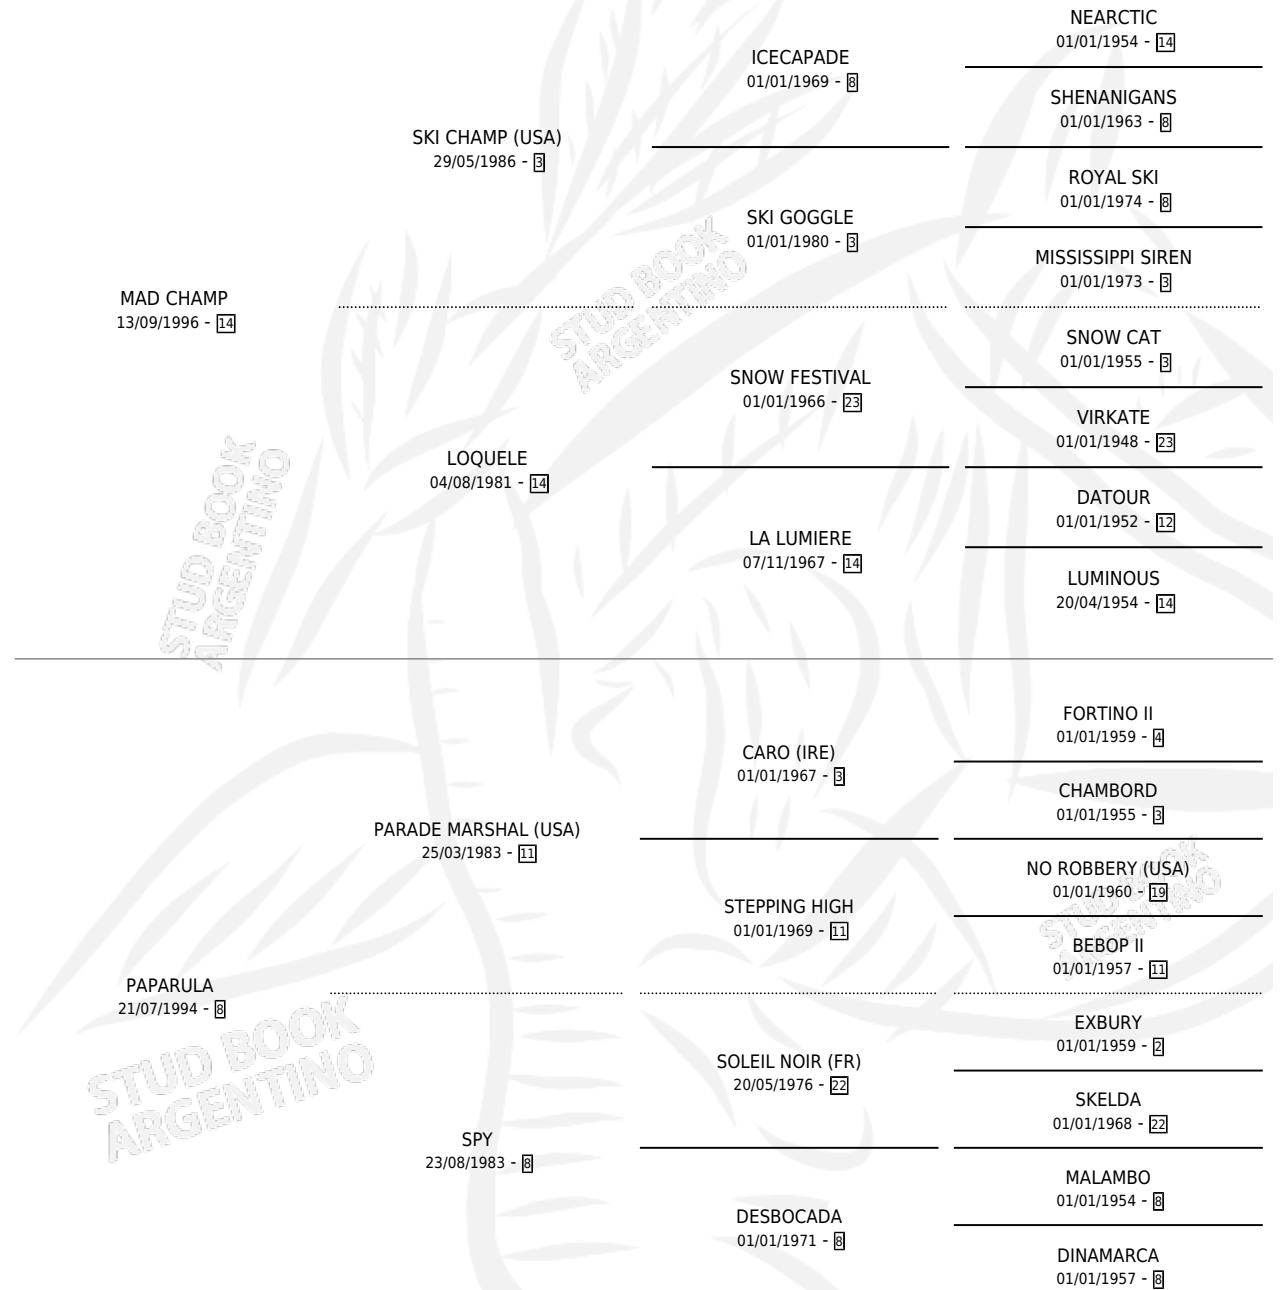 NEARCTIC
01/01/1954 - 14
ICECAPADE
01/01/1969 - 8
SHENANIGANS
01/01/1963 - 8
SKI CHAMP (USA)
29/05/1986 - 3
ROYAL SKI
01/01/1974 - 8
SKI GOGGLE
01/01/1980 - 3
MISSISSIPPI SIREN
01/01/1973 - 3
MAD CHAMP
13/09/1996 - 14
STUD BOOK
ARGENTINO
SNOW CAT
01/01/1955 - 3
SNOW FESTIVAL
01/01/1966 - 23
VIRKATE
01/01/1948 - 23
LOQUELE
04/08/1981 - 14
DATOUR
01/01/1952 - 12
LA LUMIERE
07/11/1967 - 14
LUMINOUS
20/04/1954 - 14
STUD BOOK
ARGENTINO
FORTINO II
01/01/1959 - 4
CARO (IRE)
01/01/1967 - 3
CHAMBORD
01/01/1955 - 3
PARADE MARSHAL (USA)
25/03/1983 - 11
NO ROBBERY (USA)
01/01/1960 - 19
STEPPING HIGH
01/01/1969 - 11
BEBOP II
01/01/1957 - 11
STUD BOOK
ARGENTINO
PAPARULA
21/07/1994 - 8
EXBURY
01/01/1959 - 2
SOLEIL NOIR (FR)
20/05/1976 - 22
SKELDA
01/01/1968 - 22
STUD BOOK
ARGENTINO
SPY
23/08/1983 - 8
MALAMBO
01/01/1954 - 8
DESBOCADA
01/01/1971 - 8
DINAMARCA
01/01/1957 - 8